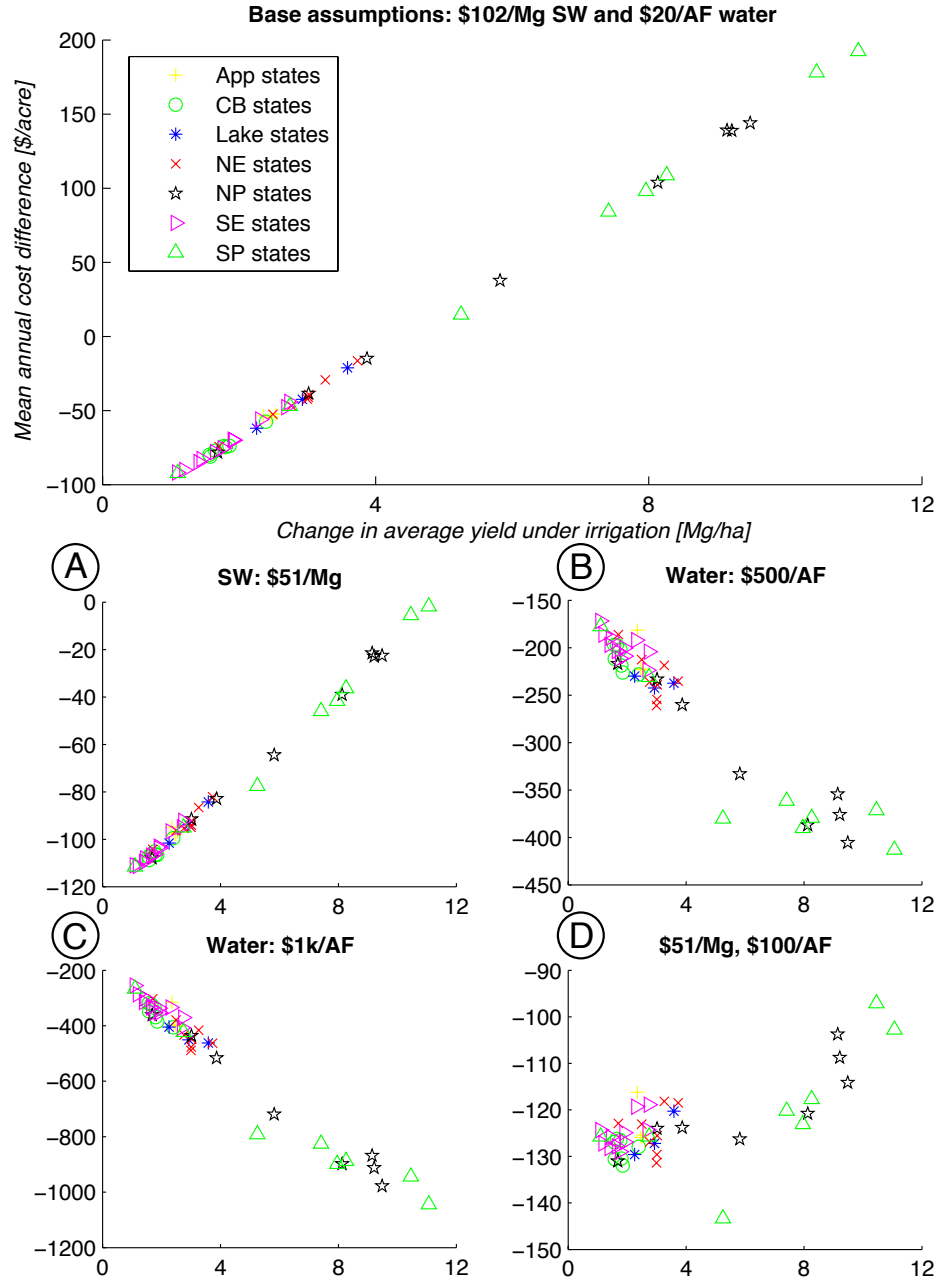 Base assumptions: $102/Mg SW and $20/AF water
200
150
100
50
0
−50
−100
Mean annual cost difference [$/acre]
App states
CB states
Lake states
NE states
NP states
SE states
SP states
0 4 8 12
Change in average yield under irrigation [Mg/ha]
A
SW: $51/Mg
0
−20
−40
−60
−80
−100
−120
0 4 8 12
B
Water: $500/AF
−150
−200
−250
−300
−350
−400
−450
0 4 8 12
C
Water: $1k/AF
−200
−400
−600
−800
−1000
−1200
0 4 8 12
D
$51/Mg, $100/AF
−90
−100
−110
−120
−130
−140
−150
0 4 8 12